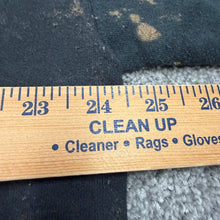 23 24 25 26
CLEAN UP
• Cleaner • Rags • Gloves